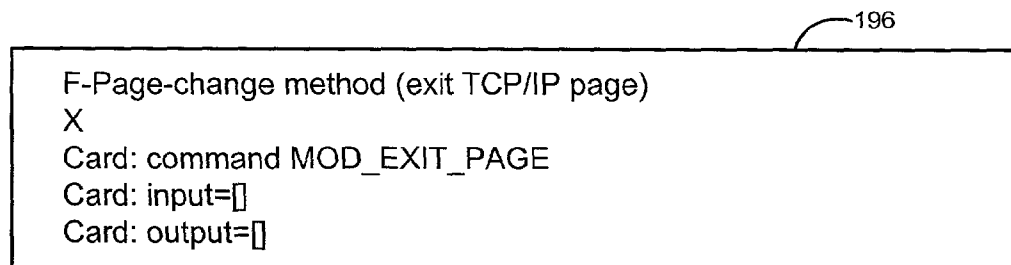 196
F-Page-change method (exit TCP/IP page)
X
Card: command MOD_EXIT_PAGE
Card: input=[]
Card: output=[]